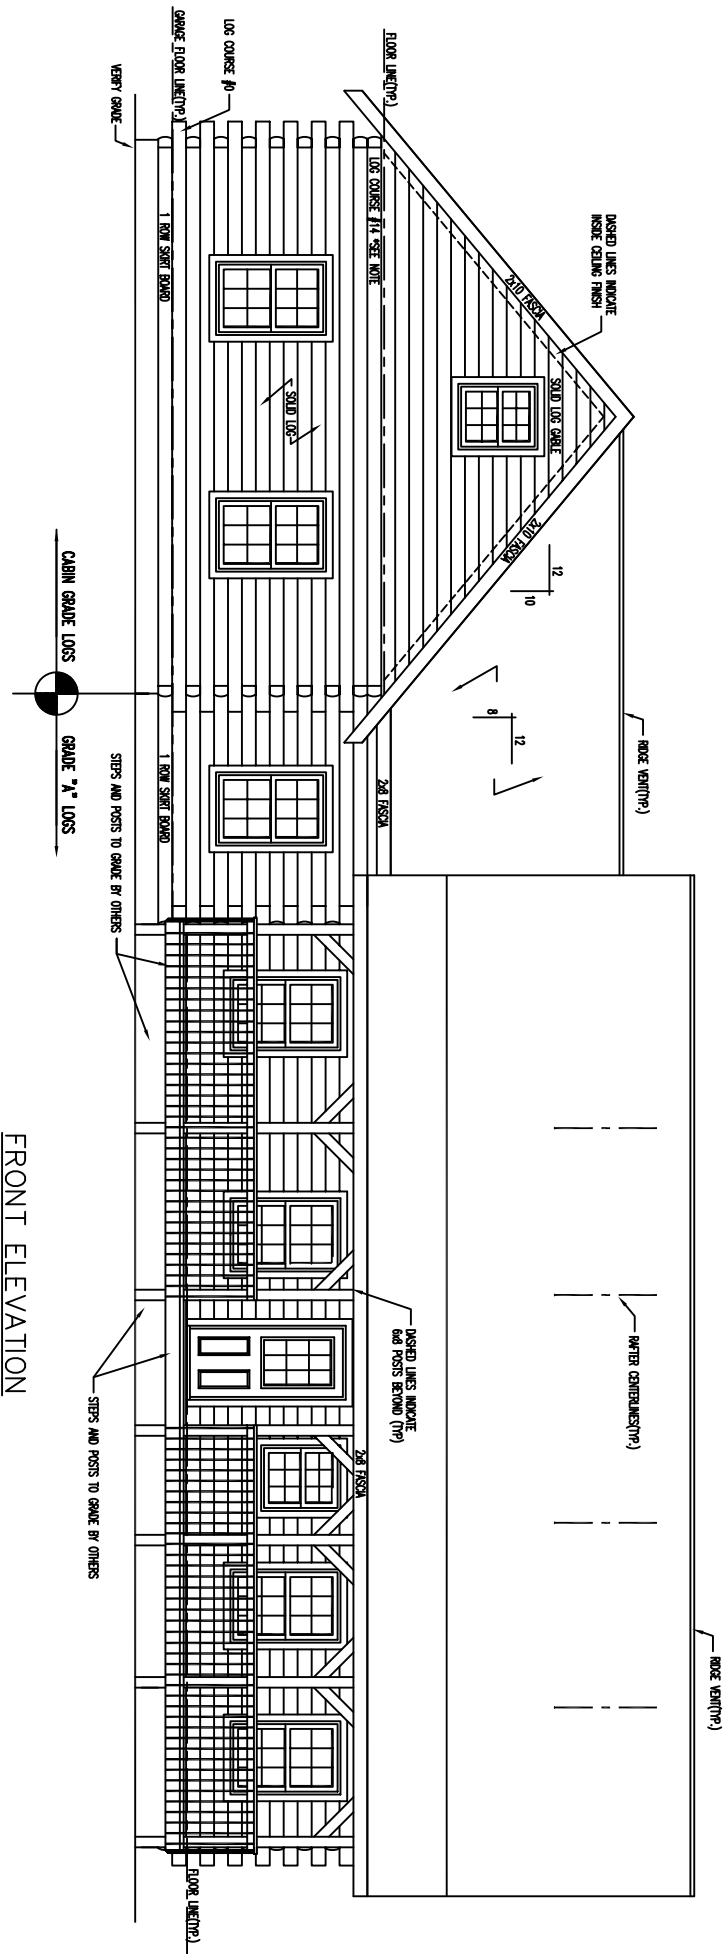 RIDGE VENT(TYP.)
RIDGE VENT(TYP.)
RAFTER CENTERLINES(TYP.)
DASHED LINES INDICATE
INSIDE CEILING FINISH
2x10 FASCIA
SOLID LOG GABLE
2x10 FASCIA
12
10
12
8
FLOOR LINE(TYP.)
LOG COURSE #14 *SEE NOTE
2x8 FASCIA
DASHED LINES INDICATE
6x8 POSTS BEYOND (TYP)
2x8 FASCIA
SOLID LOG
LOG COURSE #0
GARAGE FLOOR LINE(TYP.)
1 ROW SKIRT BOARD
1 ROW SKIRT BOARD
FLOOR LINE(TYP.)
VERIFY GRADE
STEPS AND POSTS TO GRADE BY OTHERS
STEPS AND POSTS TO GRADE BY OTHERS
CABIN GRADE LOGS
GRADE "A" LOGS
FRONT ELEVATION